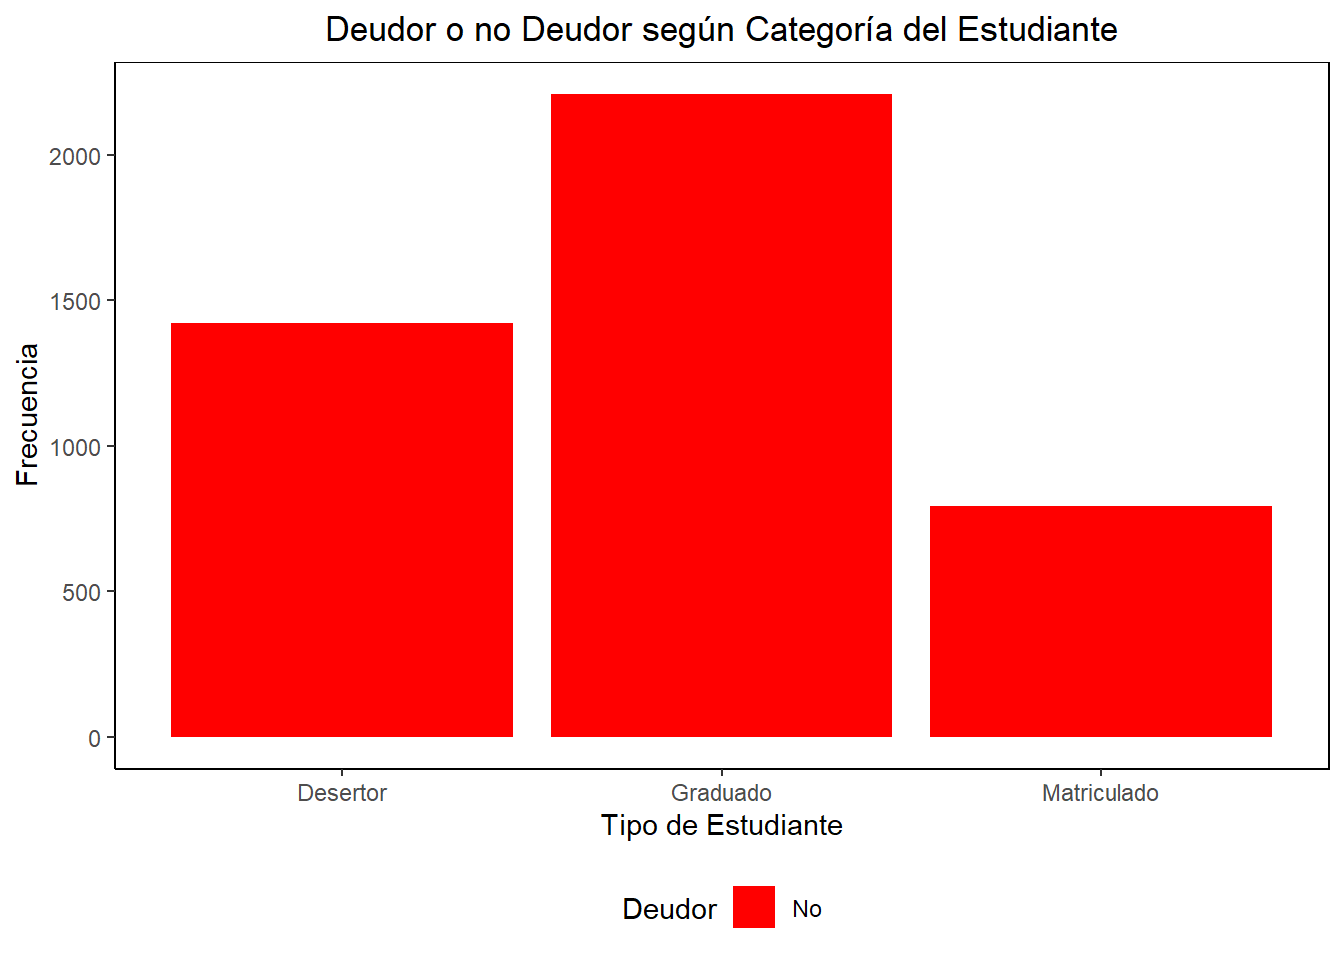 Deudor o no Deudor según Categoría del Estudiante
Frecuencia
2000
1500
1000
500
0
Desertor Graduado Matriculado
Tipo de Estudiante
Deudor No